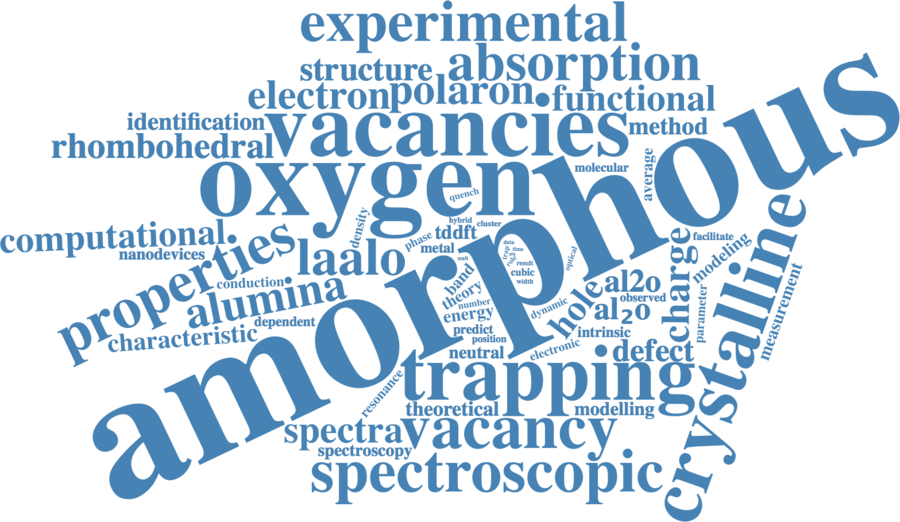 experimental
structure
absorption
electron
polaron
functional
identification
vacancies
method
rhombohedral
oxygen
molecular
average
amorphous
quench
computational
nanodevices
properties
density
hybrid
cluster
tddft
phase
metal
laalo
data
time
trap
result
cubic
width
optical
facilitate
modeling
charge
crystalline
conduction
alumina
band
theory
number
energy
dynamic
hole
al2o
observed
al₂o
parameter
measurement
characteristic
dependent
predict
position
intrinsic
neutral
electronic
defect
trapping
resonance
theoretical
modelling
spectra
vacancy
spectroscopy
spectroscopic